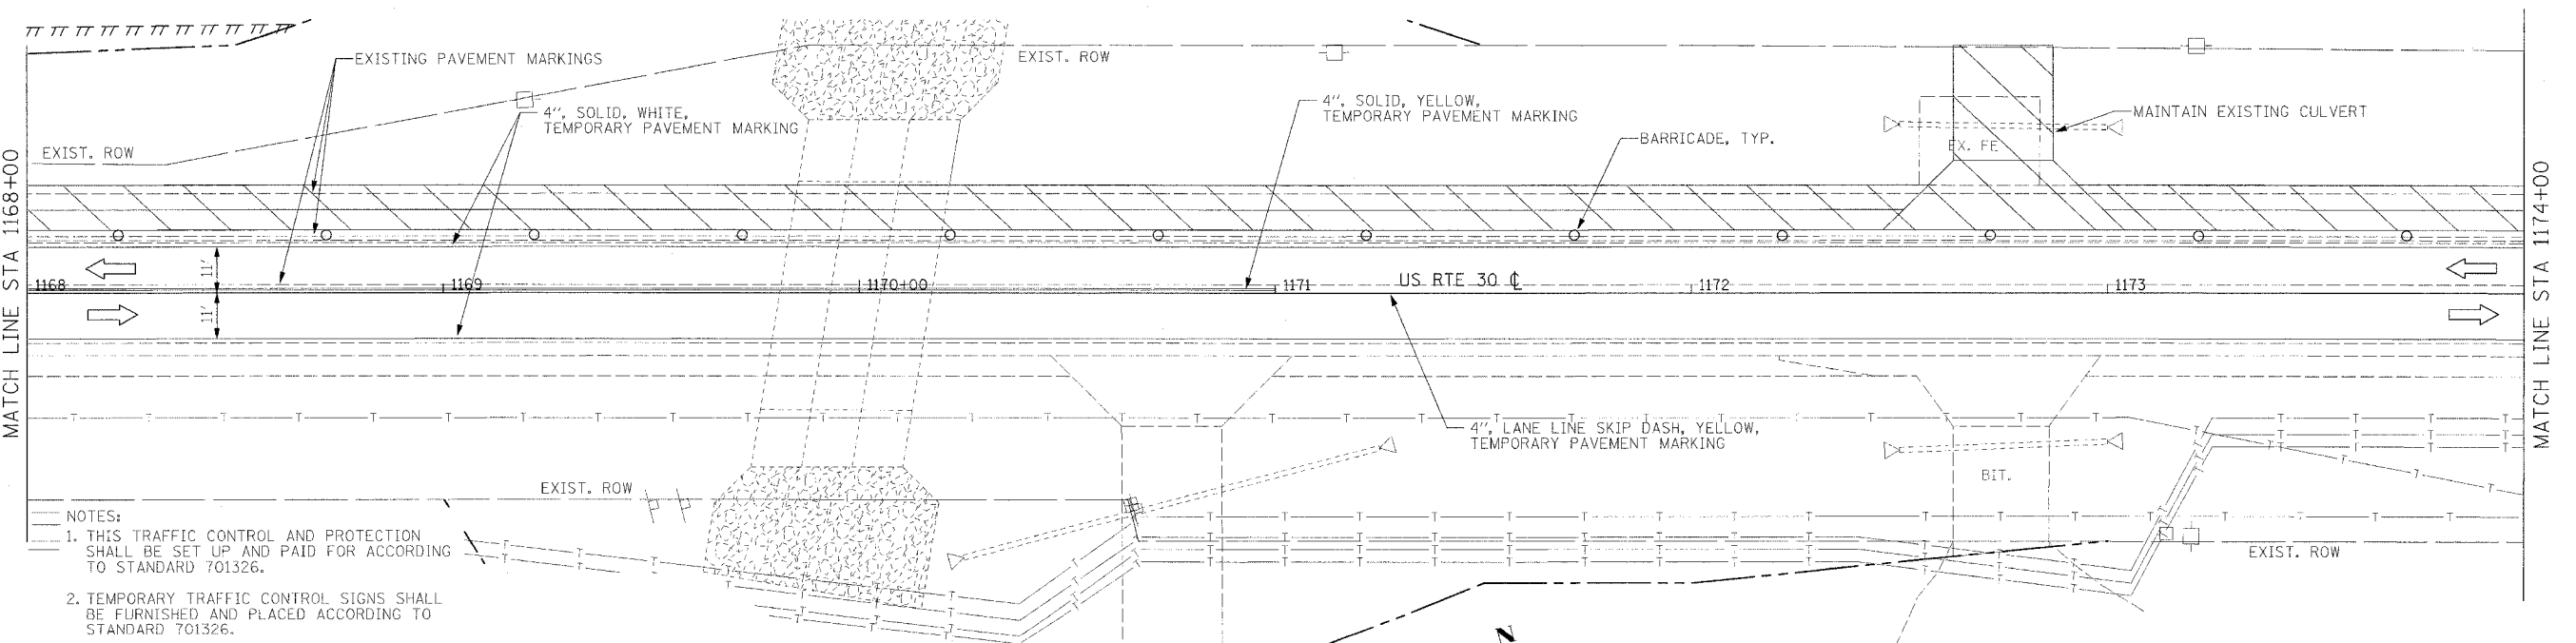 EXISTING PAVEMENT MARKINGS
EXIST. ROW
4", SOLID, WHITE,
TEMPORARY PAVEMENT MARKING
4", SOLID, YELLOW,
TEMPORARY PAVEMENT MARKING
BARRICADE, TYP.
MAINTAIN EXISTING CULVERT
EX. FE
EXIST. ROW
MATCH LINE STA 1168+00
MATCH LINE STA 1174+00
11'
11'
1168
1169
1170+00
1171
US RTE 30 ℄
1172
1173
4", LANE LINE SKIP DASH, YELLOW,
TEMPORARY PAVEMENT MARKING
BIT.
EXIST. ROW
EXIST. ROW
NOTES:
1. THIS TRAFFIC CONTROL AND PROTECTION
SHALL BE SET UP AND PAID FOR ACCORDING
TO STANDARD 701326.
2. TEMPORARY TRAFFIC CONTROL SIGNS SHALL
BE FURNISHED AND PLACED ACCORDING TO
STANDARD 701326.
N